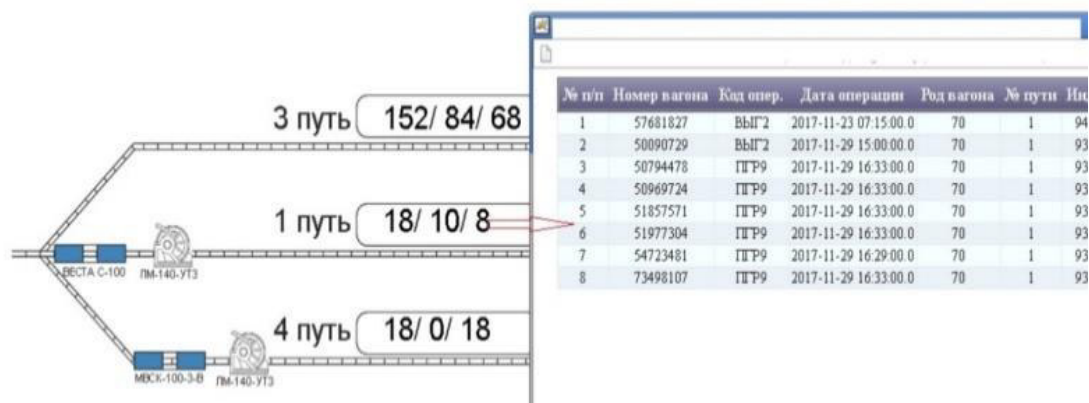 3 путь 152/ 84/ 68
1 путь 18/ 10/ 8
ВЕСТА С-100 ЛМ-140-УТЗ
4 путь 18/ 0/ 18
МВСК-100-3-В ЛМ-140-УТЗ
№ п/п Номер вагона Код опер. Дата операции Род вагона № пути Инд
1 57681827 ВЫГ2 2017-11-23 07:15:00.0 70 1 94
2 50090729 ВЫГ2 2017-11-29 15:00:00.0 70 1 93
3 50794478 ПГР9 2017-11-29 16:33:00.0 70 1 93
4 50969724 ПГР9 2017-11-29 16:33:00.0 70 1 93
5 51857571 ПГР9 2017-11-29 16:33:00.0 70 1 93
6 51977304 ПГР9 2017-11-29 16:33:00.0 70 1 93
7 54723481 ПГР9 2017-11-29 16:29:00.0 70 1 93
8 73498107 ПГР9 2017-11-29 16:33:00.0 70 1 93